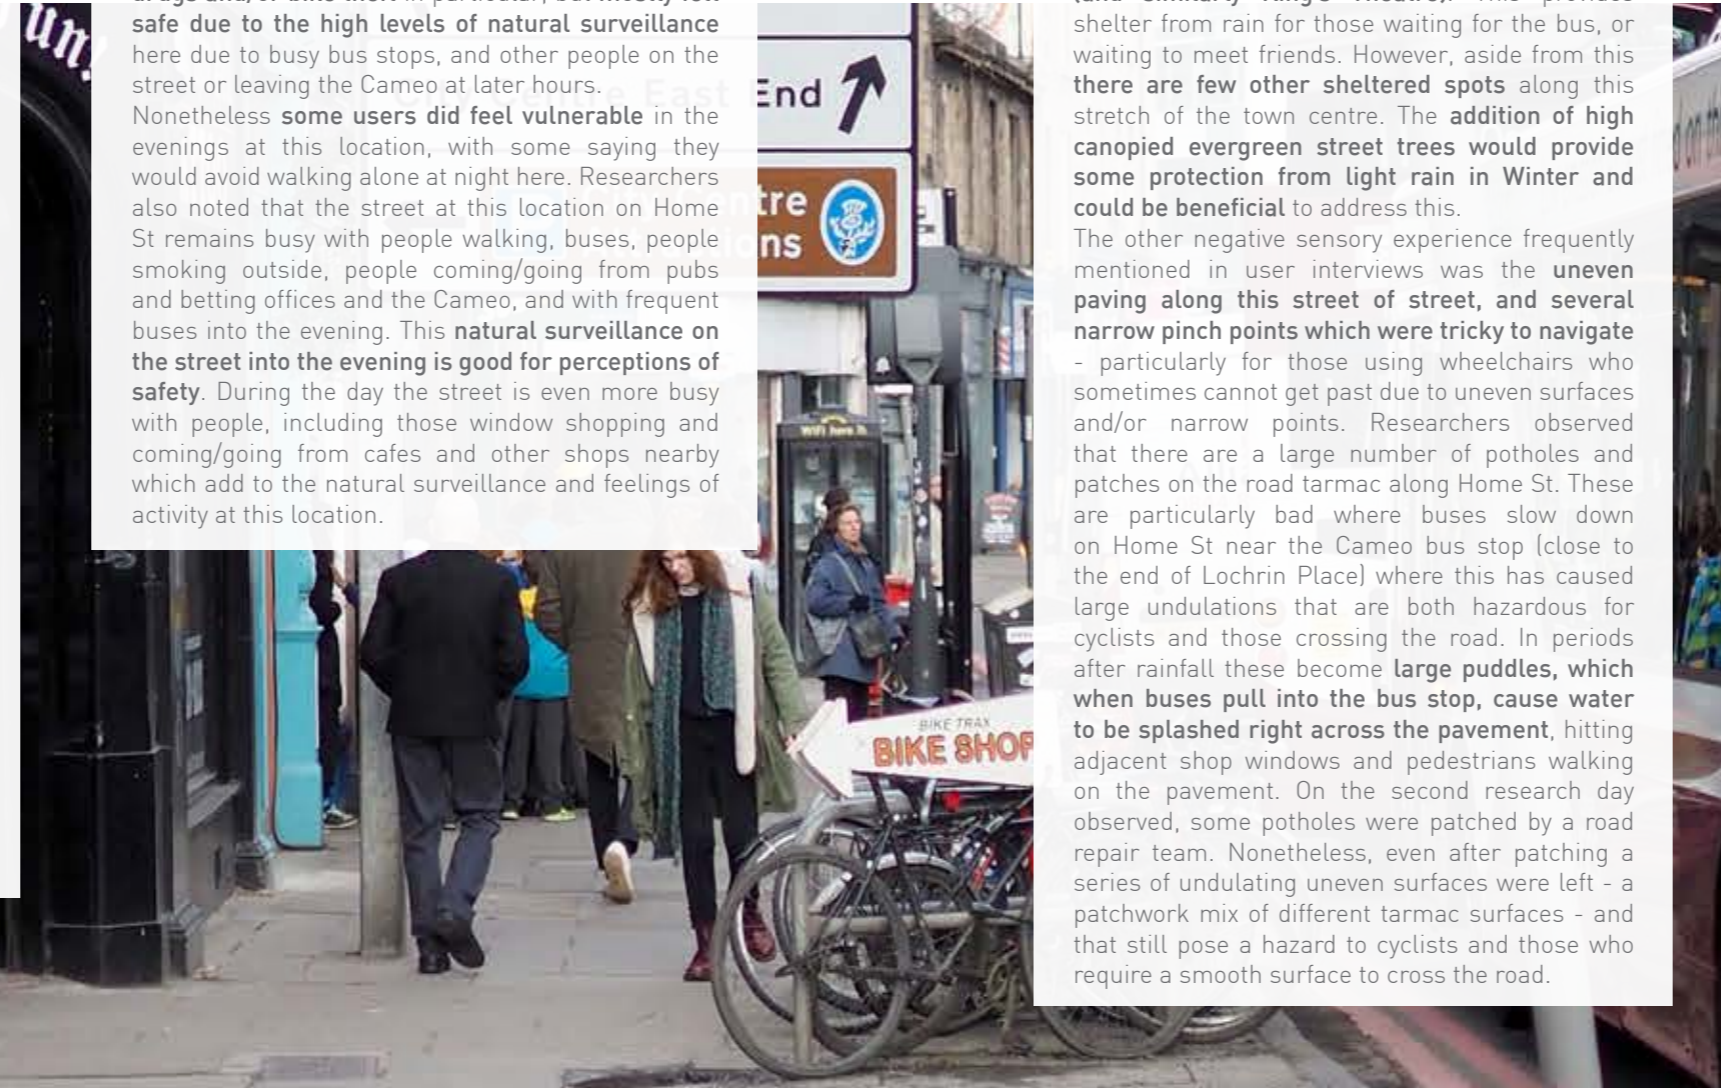 un!
safe due to the high levels of natural surveillance
here due to busy bus stops, and other people on the
street or leaving the Cameo at later hours.
Nonetheless some users did feel vulnerable in the
evenings at this location, with some saying they
would avoid walking alone at night here. Researchers
also noted that the street at this location on Home
St remains busy with people walking, buses, people
smoking outside, people coming/going from pubs
and betting offices and the Cameo, and with frequent
buses into the evening. This natural surveillance on
the street into the evening is good for perceptions of
safety. During the day the street is even more busy
with people, including those window shopping and
coming/going from cafes and other shops nearby
which add to the natural surveillance and feelings of
activity at this location.
City Centre East End
City Centre
Attractions
WiFi here
BIKE TRAX
BIKE SHOP
shelter from rain for those waiting for the bus, or
waiting to meet friends. However, aside from this
there are few other sheltered spots along this
stretch of the town centre. The addition of high
canopied evergreen street trees would provide
some protection from light rain in Winter and
could be beneficial to address this.
The other negative sensory experience frequently
mentioned in user interviews was the uneven
paving along this street of street, and several
narrow pinch points which were tricky to navigate
- particularly for those using wheelchairs who
sometimes cannot get past due to uneven surfaces
and/or narrow points. Researchers observed
that there are a large number of potholes and
patches on the road tarmac along Home St. These
are particularly bad where buses slow down
on Home St near the Cameo bus stop (close to
the end of Lochrin Place) where this has caused
large undulations that are both hazardous for
cyclists and those crossing the road. In periods
after rainfall these become large puddles, which
when buses pull into the bus stop, cause water
to be splashed right across the pavement, hitting
adjacent shop windows and pedestrians walking
on the pavement. On the second research day
observed, some potholes were patched by a road
repair team. Nonetheless, even after patching a
series of undulating uneven surfaces were left - a
patchwork mix of different tarmac surfaces - and
that still pose a hazard to cyclists and those who
require a smooth surface to cross the road.